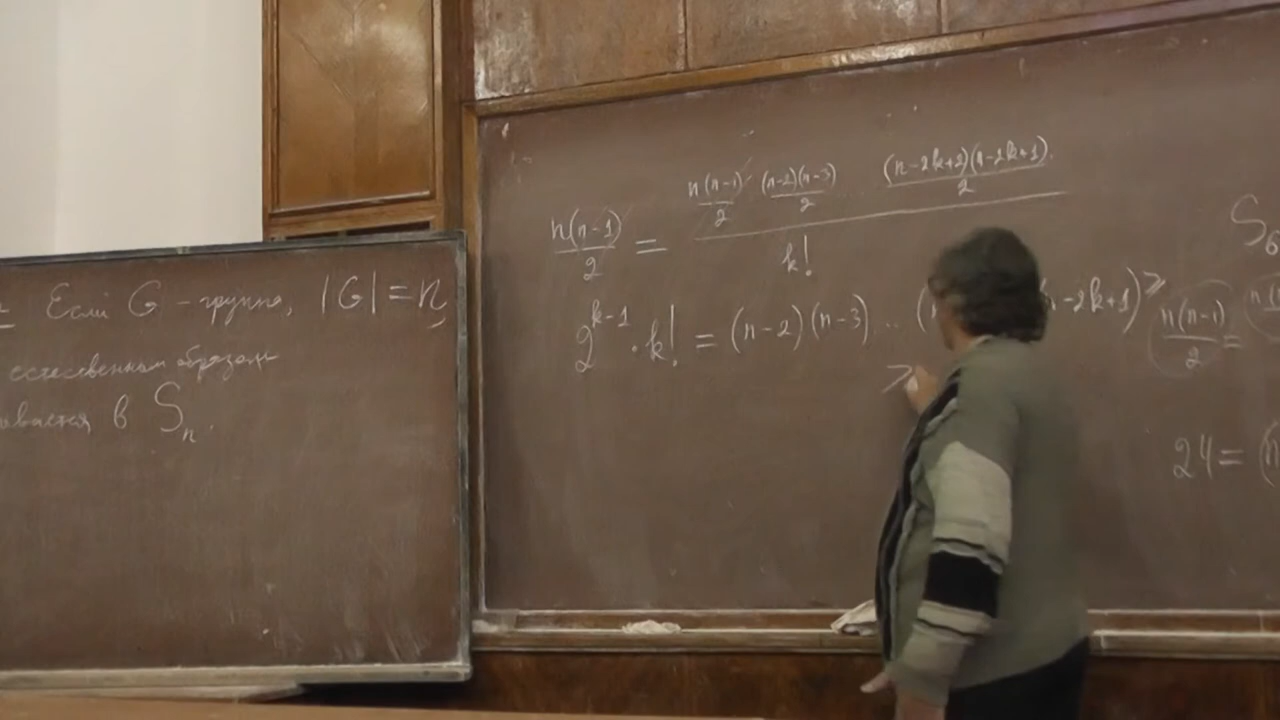 Если G – группа, |G| = n
естественным образом
в Sₙ.
n(n-1)/2 = (n(n-1)/2 (n-2)(n-3)/2 (n-2k+2)(n-2k+1)/2)/k!
2^{k-1} · k! = (n-2)(n-3) .. ( -2k+1) ≥
≥
S₆
n(n-1)/2 =
24 = (n